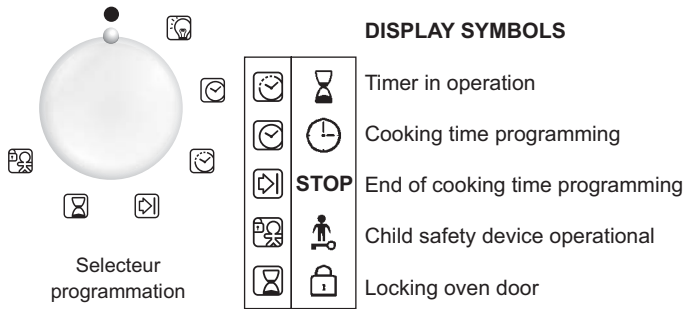 DISPLAY SYMBOLS
Timer in operation
Cooking time programming
STOP End of cooking time programming
Child safety device operational
Locking oven door
Selecteur
programmation